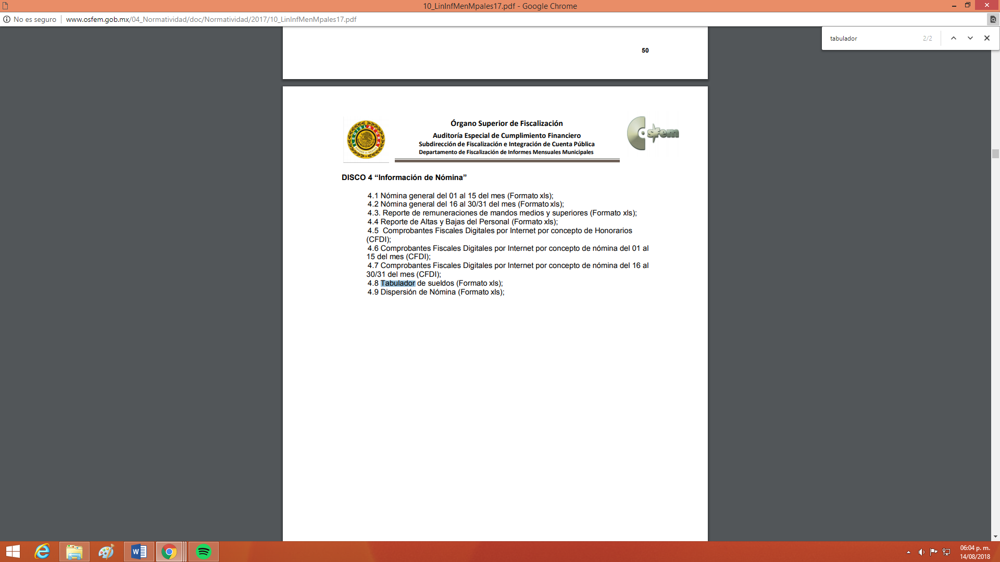 10_LinInfMenMpales17.pdf - Google Chrome
No es seguro
www.osfem.gob.mx/04_Normatividad/doc/Normatividad/2017/10_LinInfMenMpales17.pdf
tabulador
2/2
50
LEGISLATURA
ESTADO DE MÉXICO
Órgano Superior de Fiscalización
Auditoría Especial de Cumplimiento Financiero
Subdirección de Fiscalización e Integración de Cuenta Pública
Departamento de Fiscalización de Informes Mensuales Municipales
Osfem
DISCO 4 “Información de Nómina”
4.1 Nómina general del 01 al 15 del mes (Formato xls);
4.2 Nómina general del 16 al 30/31 del mes (Formato xls);
4.3. Reporte de remuneraciones de mandos medios y superiores (Formato xls);
4.4 Reporte de Altas y Bajas del Personal (Formato xls);
4.5 Comprobantes Fiscales Digitales por Internet por concepto de Honorarios
(CFDI);
4.6 Comprobantes Fiscales Digitales por Internet por concepto de nómina del 01 al
15 del mes (CFDI);
4.7 Comprobantes Fiscales Digitales por Internet por concepto de nómina del 16 al
30/31 del mes (CFDI);
4.8 Tabulador de sueldos (Formato xls);
4.9 Dispersión de Nómina (Formato xls);
06:04 p. m.
14/08/2018